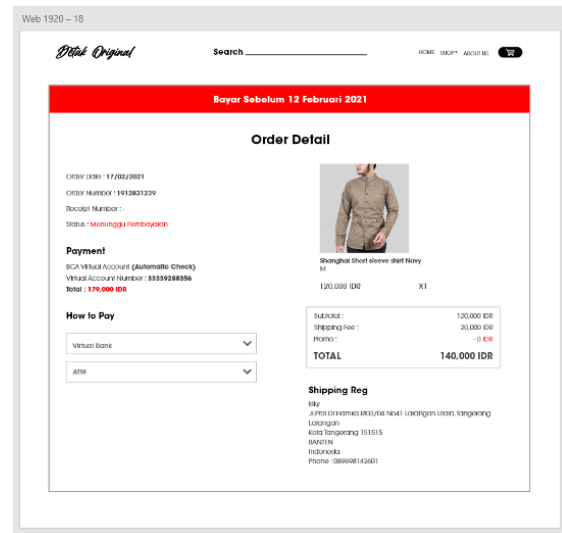 Web 1920 – 18
Detak Original
Search
HOME SHOP ABOUT US
Bayar Sebelum 12 Februari 2021
Order Detail
Order Date : 17/02/2021
Order Number : 1912831239
Receipt Number : -
Status : Menunggu Pembayaran
Payment
BCA Virtual Account (Automatic Check)
Virtual Account Number : 33339288356
Total : 179,000 IDR
How to Pay
Virtual Bank
ATM
Shanghai Short sleeve shirt Navy
M
120,000 IDR X1
Subtotal : 120,000 IDR
Shipping Fee : 20,000 IDR
Promo : - 0 IDR
TOTAL 140,000 IDR
Shipping Reg
kiky
Jl.Prof Dr.Hamka Rt03/04 No41 Larangan Utara, Tangerang
Larangan
Kota Tangerang 151515
BANTEN
Indonesia
Phone : 089698142601